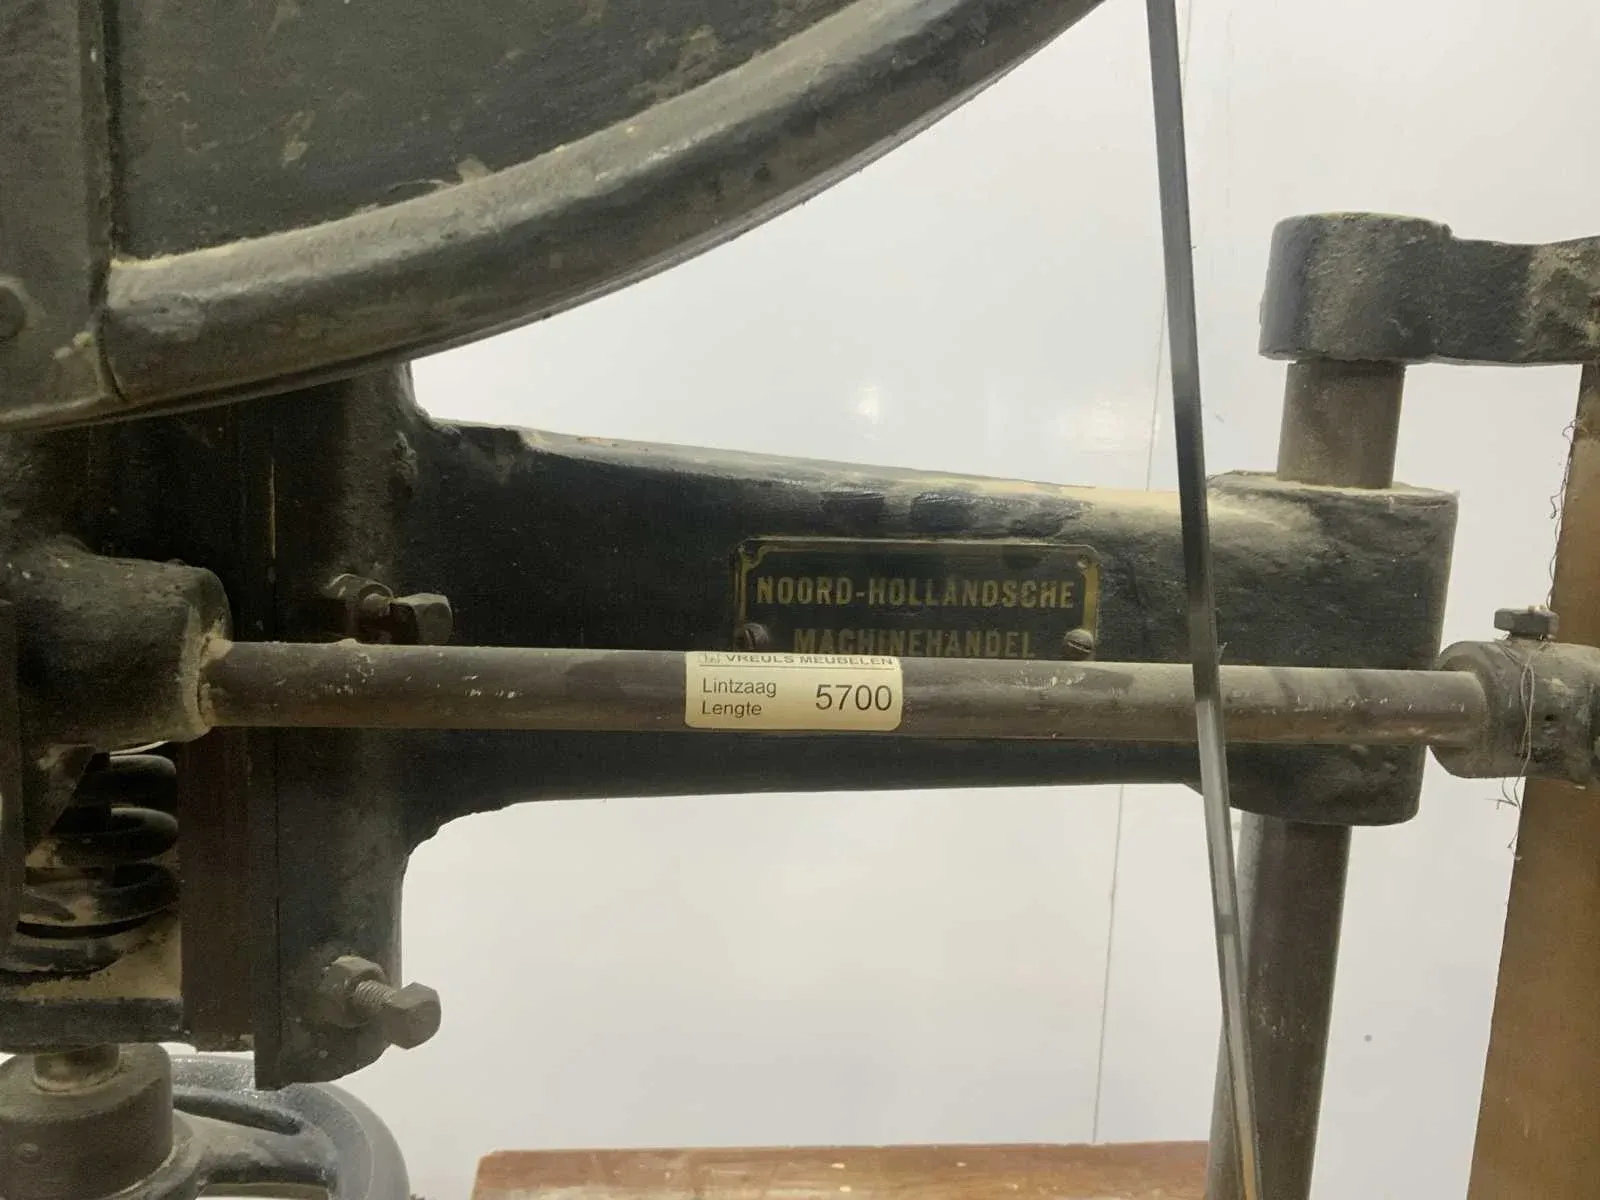 NOORD-HOLLANDSCHE
MACHINEHANDEL
VREULS MEUBELEN
Lintzaag
Lengte 5700